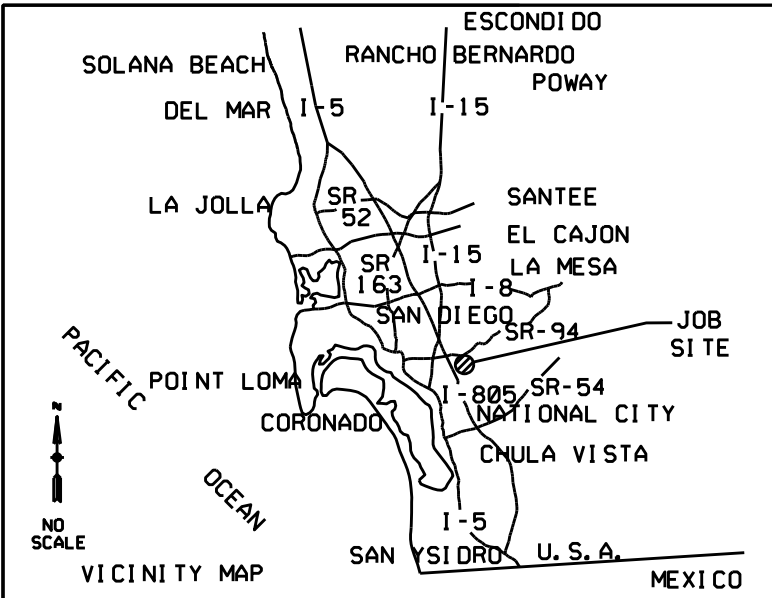 ESCONDIDO
RANCHO BERNARDO
SOLANA BEACH
POWAY
DEL MAR
I-5
I-15
LA JOLLA
SR
52
SANTEE
EL CAJON
I-15
LA MESA
SR
163
I-8
SAN DIEGO
SR-94
JOB
SITE
PACIFIC
POINT LOMA
I-805
SR-54
NATIONAL CITY
CORONADO
N
CHULA VISTA
OCEAN
I-5
NO
SCALE
SAN YSIDRO
U.S.A.
VICINITY MAP
MEXICO